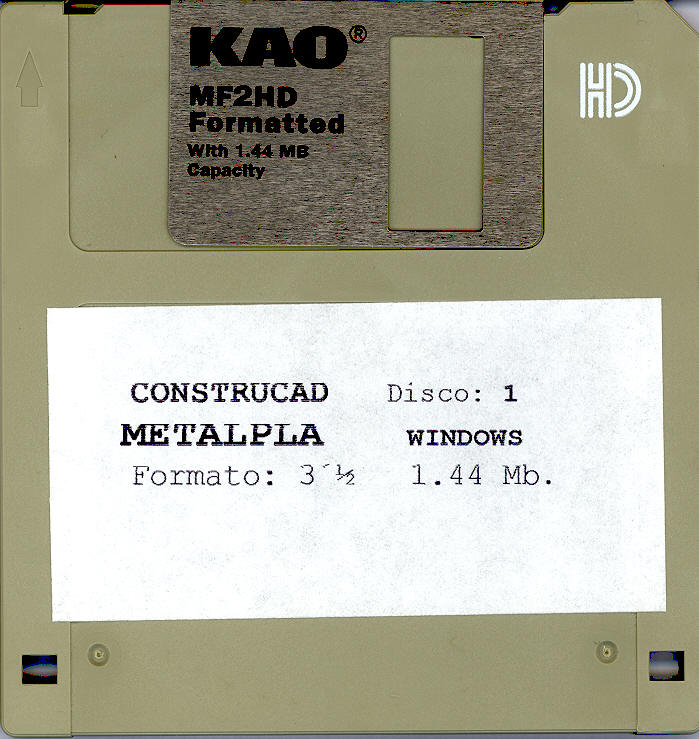 KAO®
MF2HD
Formatted
With 1.44 MB
Capacity
HD
CONSTRUCAD Disco: 1
METALPLA WINDOWS
Formato: 3´½ 1.44 Mb.